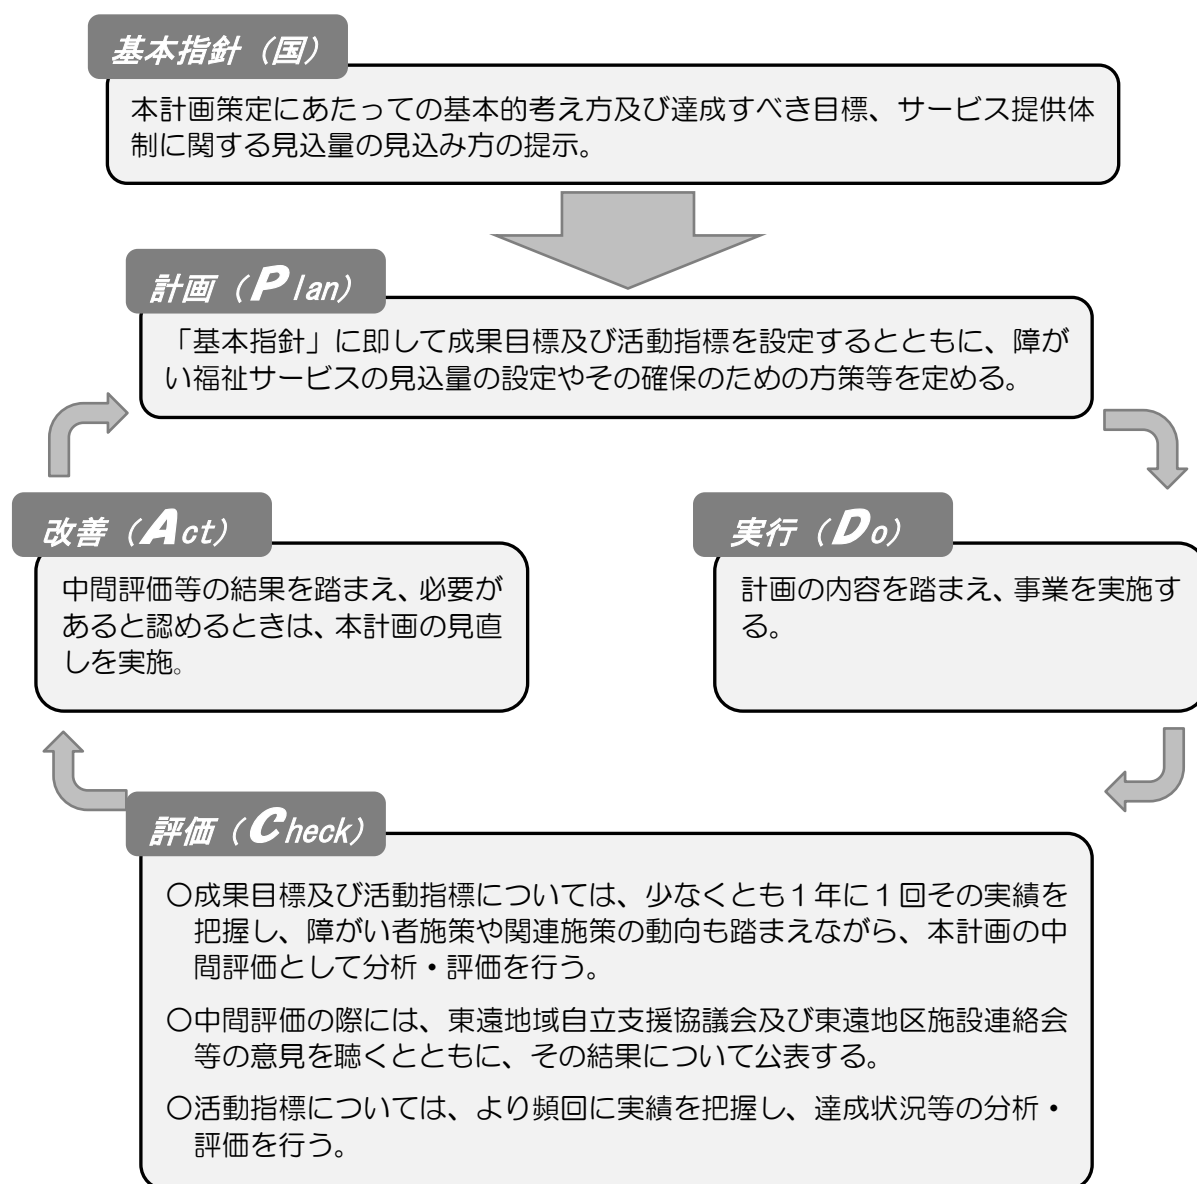 基本指針（国）
本計画策定にあたっての基本的考え方及び達成すべき目標、サービス提供体
制に関する見込量の見込み方の提示。
計画（Plan）
「基本指針」に即して成果目標及び活動指標を設定するとともに、障が
い福祉サービスの見込量の設定やその確保のための方策等を定める。
改善（Act）
中間評価等の結果を踏まえ、必要が
あると認めるときは、本計画の見直
しを実施。
実行（Do）
計画の内容を踏まえ、事業を実施す
る。
評価（Check）
〇成果目標及び活動指標については、少なくとも１年に１回その実績を
把握し、障がい者施策や関連施策の動向も踏まえながら、本計画の中
間評価として分析・評価を行う。
〇中間評価の際には、東遠地域自立支援協議会及び東遠地区施設連絡会
等の意見を聴くとともに、その結果について公表する。
〇活動指標については、より頻回に実績を把握し、達成状況等の分析・
評価を行う。